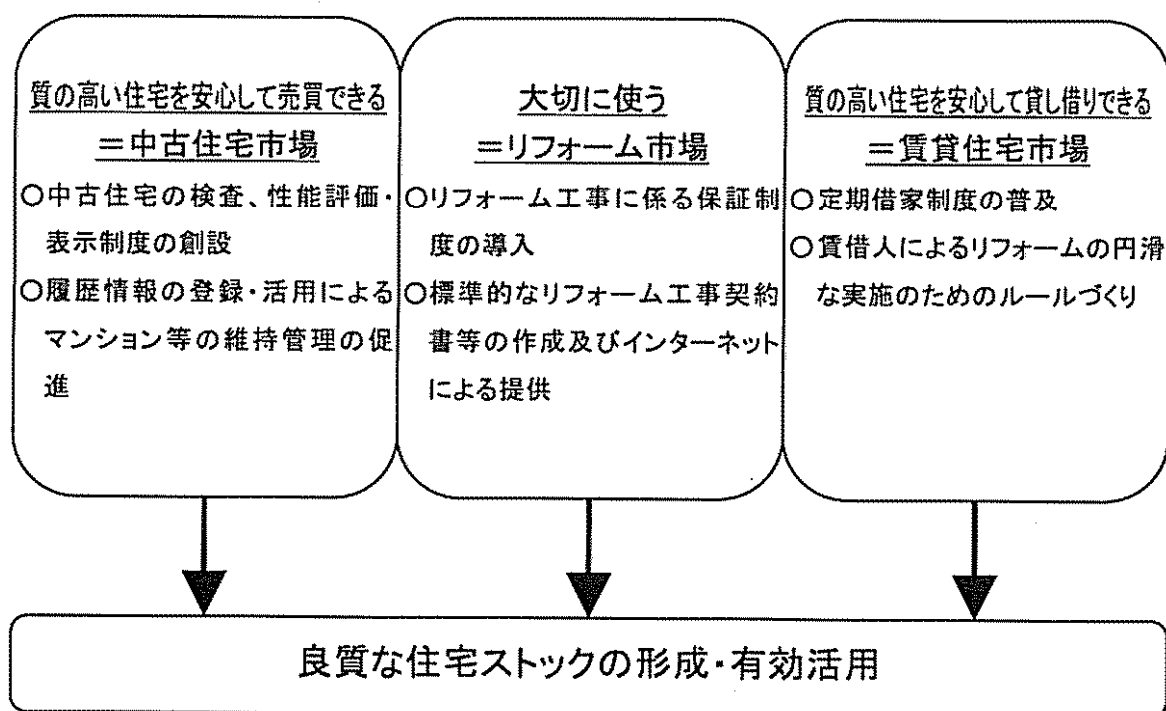 質の高い住宅を安心して売買できる
＝中古住宅市場
○中古住宅の検査、性能評価・
表示制度の創設
○履歴情報の登録・活用による
マンション等の維持管理の促
進
大切に使う
＝リフォーム市場
○リフォーム工事に係る保証制
度の導入
○標準的なリフォーム工事契約
書等の作成及びインターネット
による提供
質の高い住宅を安心して貸し借りできる
＝賃貸住宅市場
○定期借家制度の普及
○賃借人によるリフォームの円滑
な実施のためのルールづくり
良質な住宅ストックの形成・有効活用